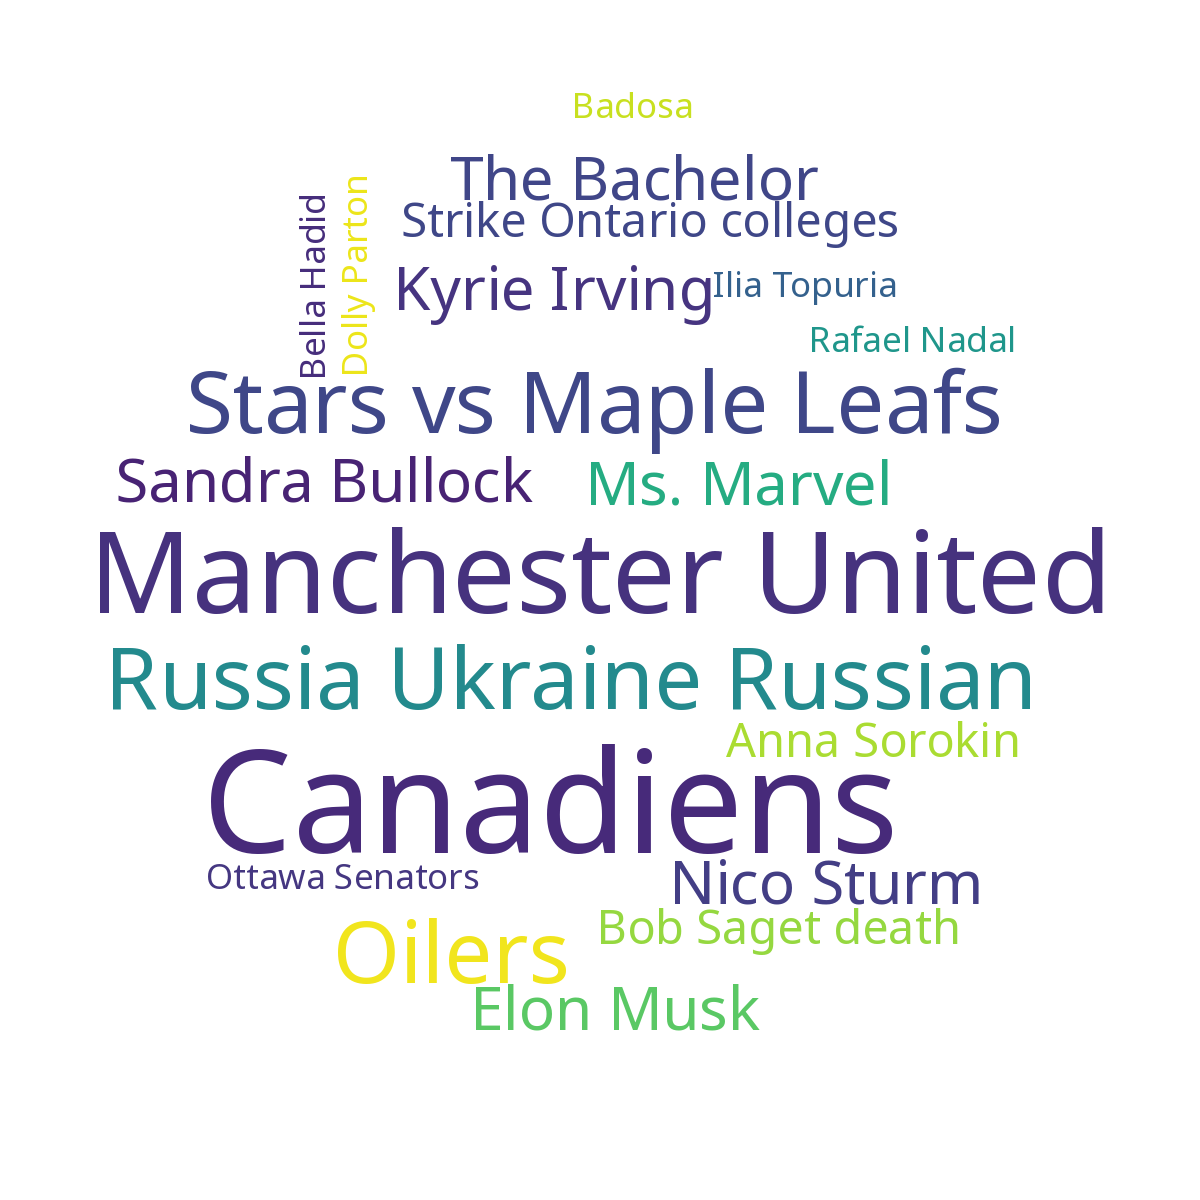 Badosa
The Bachelor
Strike Ontario colleges
Bella Hadid
Dolly Parton
Kyrie Irving
Ilia Topuria
Rafael Nadal
Stars vs Maple Leafs
Sandra Bullock
Ms. Marvel
Manchester United
Russia Ukraine Russian
Anna Sorokin
Canadiens
Ottawa Senators
Nico Sturm
Bob Saget death
Oilers
Elon Musk